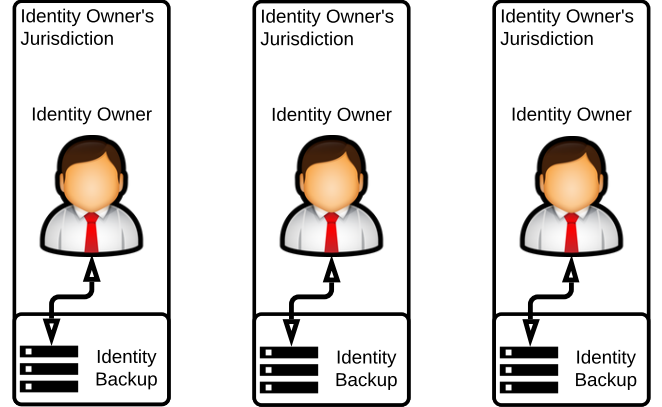 Identity Owner's
Jurisdiction
Identity Owner
Identity
Backup
Identity Owner's
Jurisdiction
Identity Owner
Identity
Backup
Identity Owner's
Jurisdiction
Identity Owner
Identity
Backup